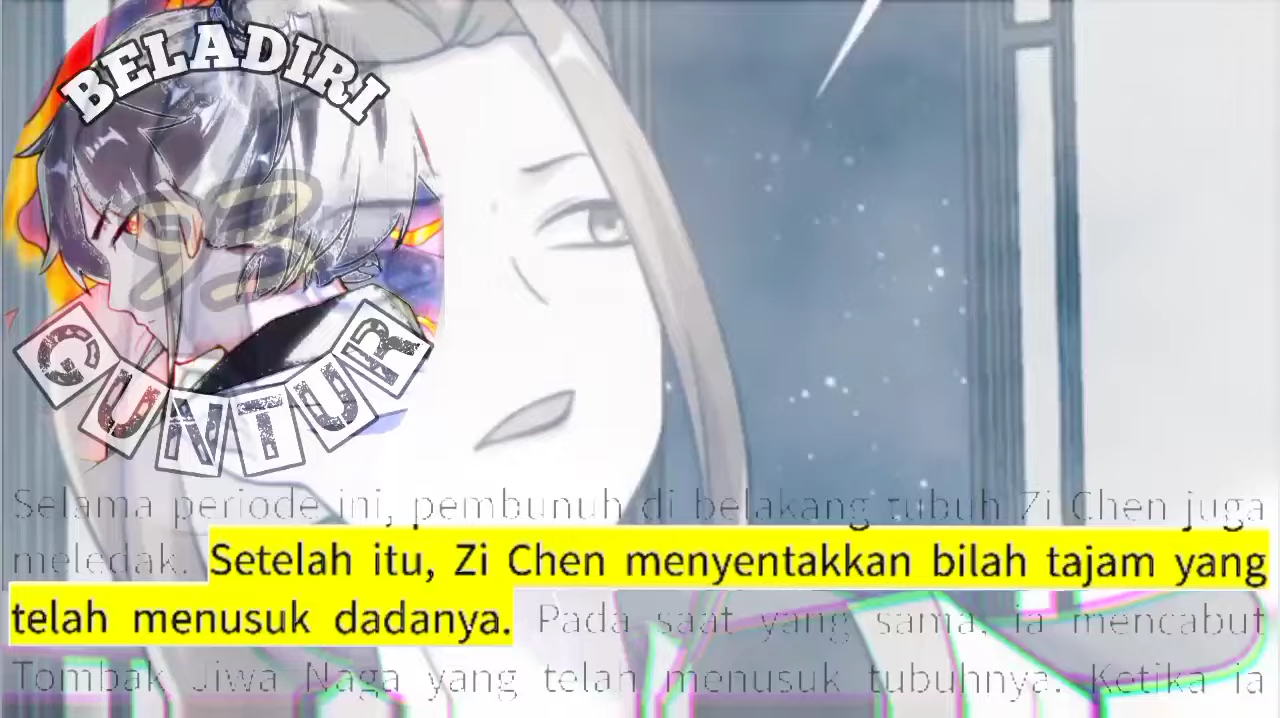 BELADIRI
GUNTUR
Selama periode ini, pembunuh di belakang tubuh Zi Chen juga
meledak. Setelah itu, Zi Chen menyentakkan bilah tajam yang
telah menusuk dadanya. Pada saat yang sama, ia mencabut
Tombak Jiwa Naga yang telah menusuk tubuhnya. Ketika ia